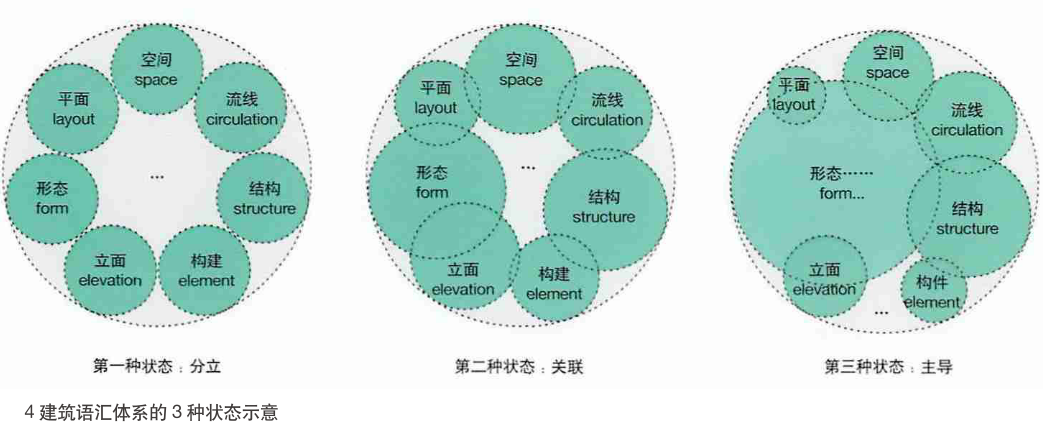 空间
space
平面
layout
流线
circulation
...
形态
form
结构
structure
立面
elevation
构建
element
第一种状态：分立
空间
space
平面
layout
流线
circulation
...
形态
form
结构
structure
立面
elevation
构建
element
第二种状态：关联
空间
space
平面
layout
流线
circulation
形态……
form...
结构
structure
立面
elevation
构件
element
...
第三种状态：主导
4 建筑语汇体系的 3 种状态示意